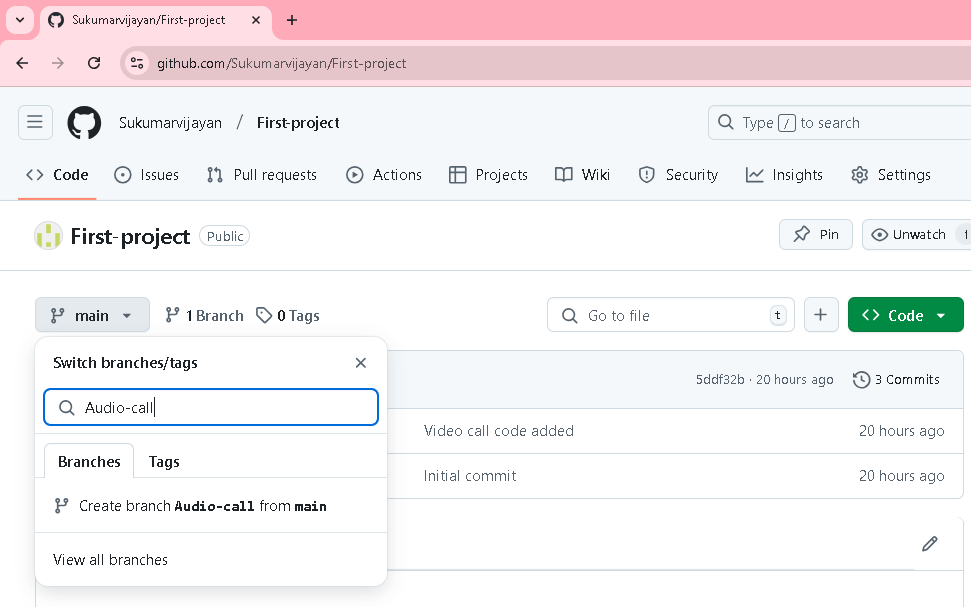 Sukumarvijayan/First-project
github.com/Sukumarvijayan/First-project
Sukumarvijayan / First-project
Type / to search
Code Issues Pull requests Actions Projects Wiki Security Insights Settings
First-project Public
Pin Unwatch 1
main 1 Branch 0 Tags
Go to file t
Code
Switch branches/tags
5ddf32b · 20 hours ago 3 Commits
Audio-call
Video call code added 20 hours ago
Branches Tags
Initial commit 20 hours ago
Create branch Audio-call from main
View all branches